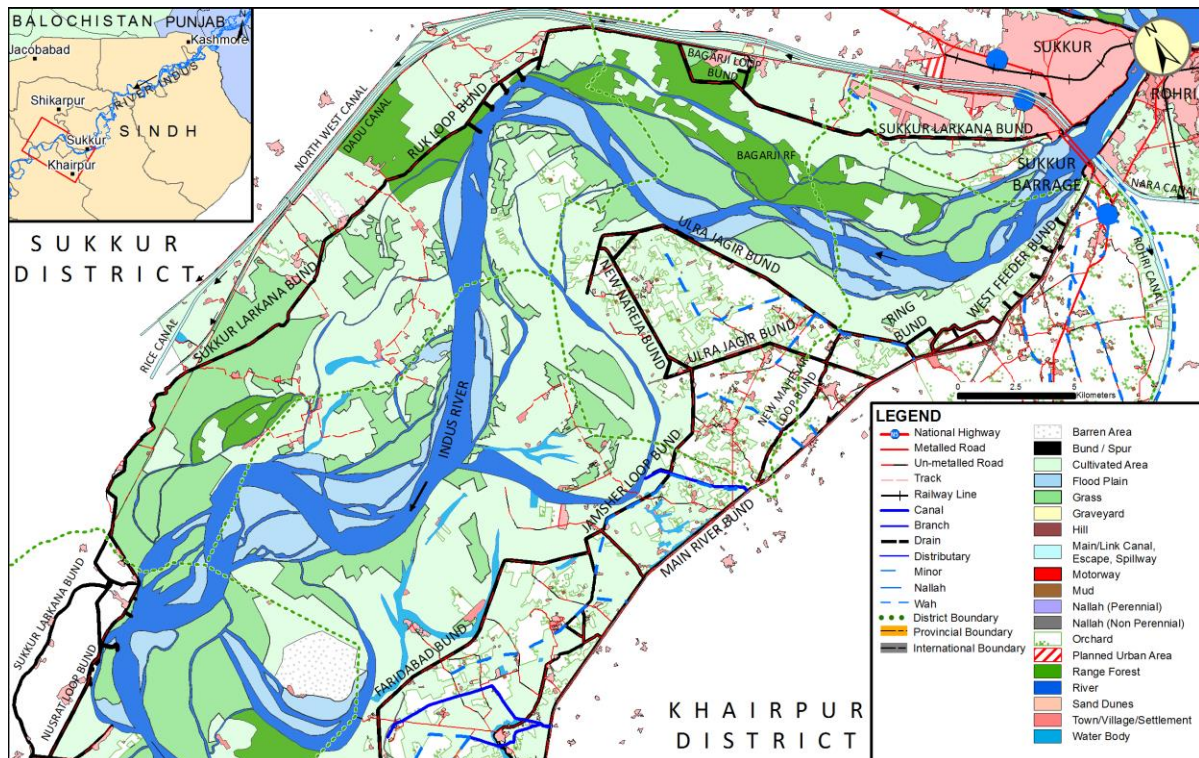 BALOCHISTAN
PUNJAB
Jacobabad
Kashmore
Shikarpur
RIVER INDUS
SINDH
Sukkur
Khairpur
N
SUKKUR
DISTRICT
NORTH WEST CANAL
DADU CANAL
RUK LOOP BUND
BAGARJI LOOP
BUND
SUKKUR
ROHRI
SUKKUR LARKANA BUND
BAGARJI RF
SUKKUR
BARRAGE
NARA CANAL
ROHRI CANAL
ULRA JAGIR BUND
WEST FEEDER BUND
RING
BUND
NEW NAREJA BUND
ULRA JAGIR BUND
NEW MAHESAR
LOOP BUND
SUKKUR LARKANA BUND
RICE CANAL
INDUS RIVER
JAMSHER LOOP BUND
MAIN RIVER BUND
SUKKUR LARKANA BUND
NUSRAT LOOP BUND
FARIDABAD BUND
KHAIRPUR
DISTRICT
0 2.5 5
Kilometers
LEGEND
National Highway
Metalled Road
Un-metalled Road
Track
Railway Line
Canal
Branch
Drain
Distributary
Minor
Nallah
Wah
District Boundary
Provincial Boundary
International Boundary
Barren Area
Bund / Spur
Cultivated Area
Flood Plain
Grass
Graveyard
Hill
Main/Link Canal,
Escape, Spillway
Motorway
Mud
Nallah (Perennial)
Nallah (Non Perennial)
Orchard
Planned Urban Area
Range Forest
River
Sand Dunes
Town/Village/Settlement
Water Body